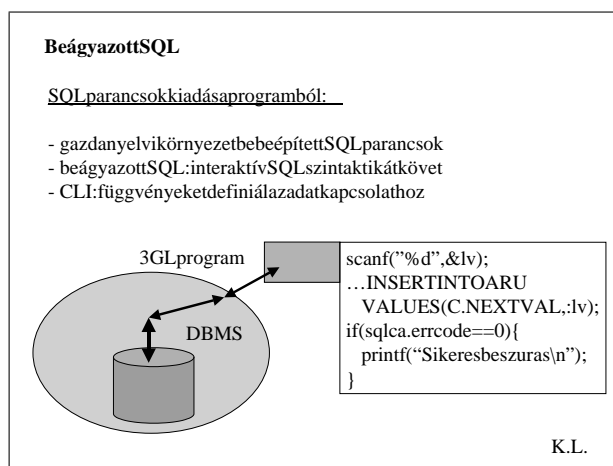 BeágyazottSQL
SQLparancsokkiadásaprogramból:
- gazdanyelvikörnyezetbebeépítettSQLparancsok
- beágyazottSQL:interaktívSQLszintaktikátkövet
- CLI:függvényeketdefiniálazadatkapcsolathoz
3GLprogram
DBMS
scanf(”%d”,&lv);
…INSERTINTOARU
VALUES(C.NEXTVAL,:lv);
if(sqlca.errcode==0){
printf(“Sikeresbeszuras\n”);
}
K.L.